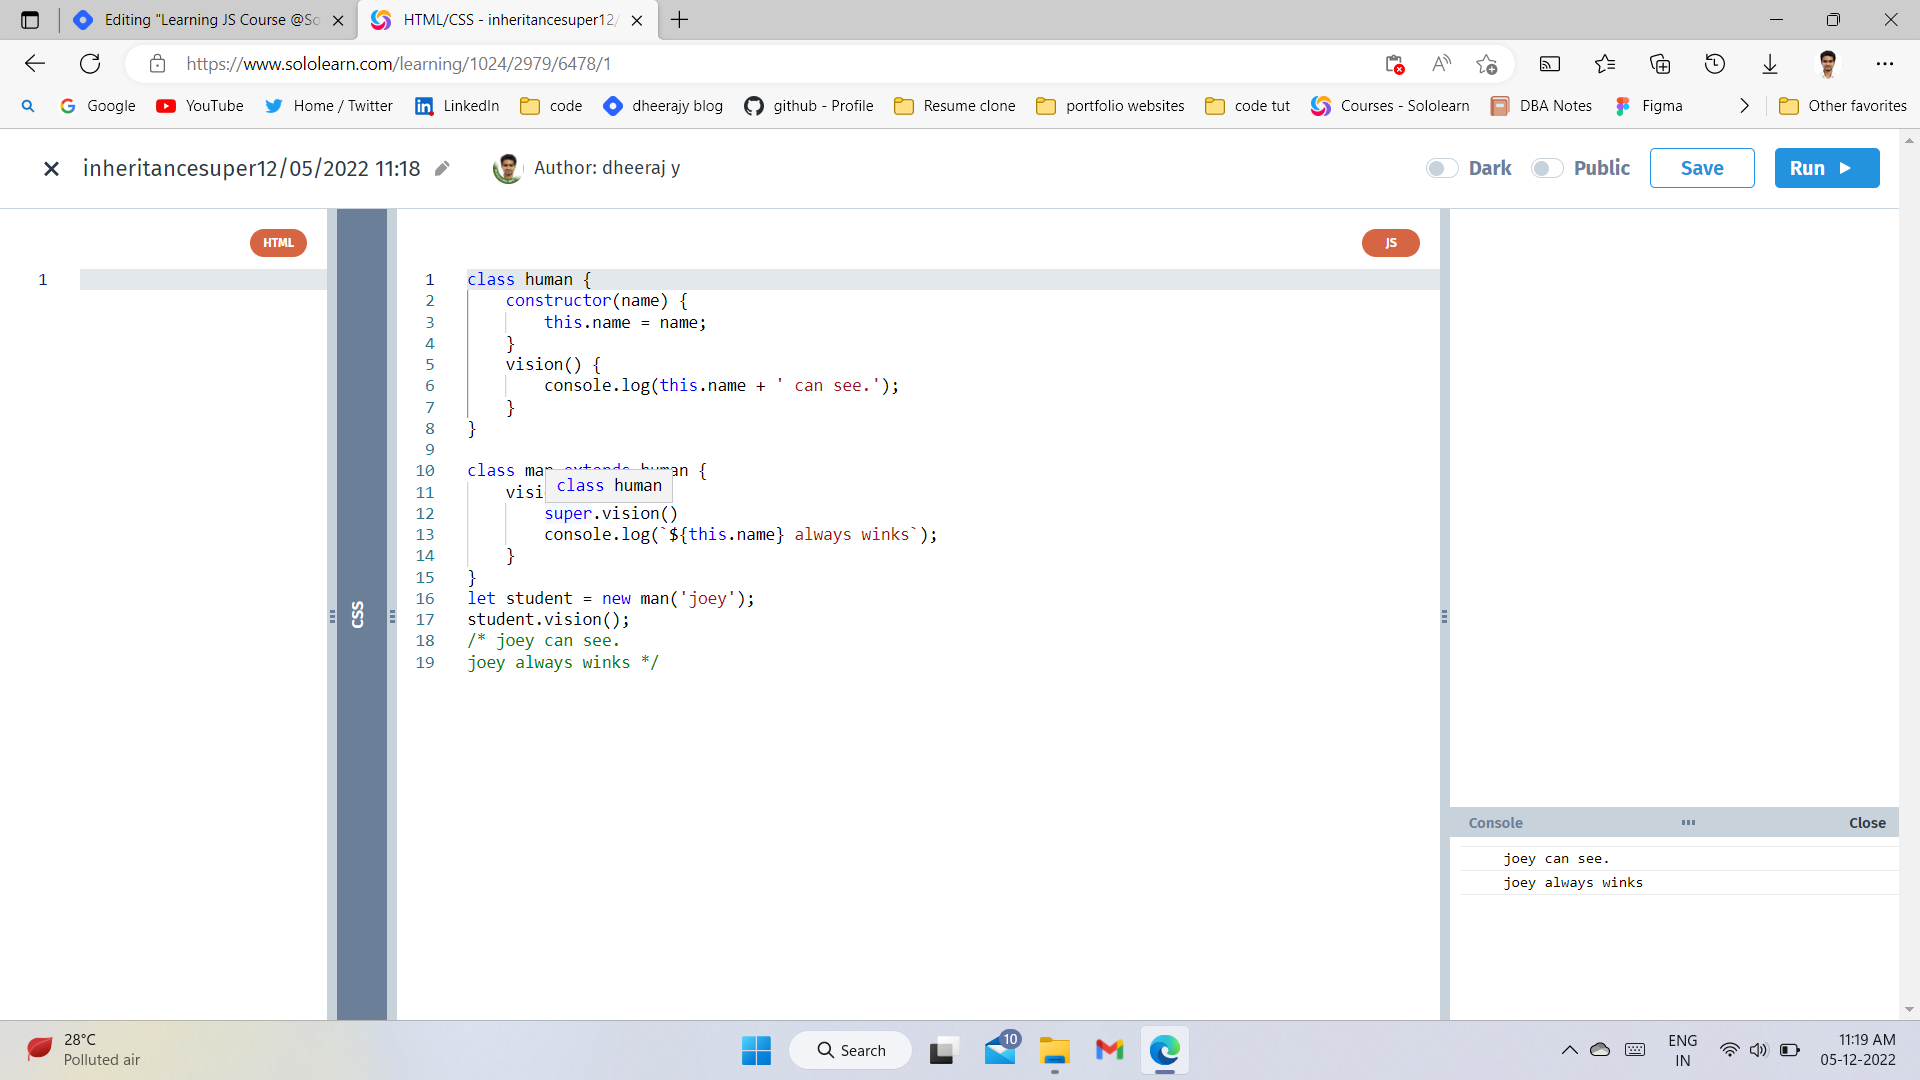 Editing "Learning JS Course @So
HTML/CSS - inheritancesuper12/
https://www.sololearn.com/learning/1024/2979/6478/1
Google
YouTube
Home / Twitter
LinkedIn
code
dheerajy blog
github - Profile
Resume clone
portfolio websites
code tut
Courses - Sololearn
DBA Notes
Figma
Other favorites
inheritancesuper12/05/2022 11:18
Author: dheeraj y
Dark
Public
Save
Run
HTML
1
CSS
JS
1 class human {
2 constructor(name) {
3 this.name = name;
4 }
5 vision() {
6 console.log(this.name + ' can see.');
7 }
8 }
9
10 class man extends human {
11 visi
class human
12 super.vision()
13 console.log(`${this.name} always winks`);
14 }
15 }
16 let student = new man('joey');
17 student.vision();
18 /* joey can see.
19 joey always winks */
Console
Close
joey can see.
joey always winks
28°C
Polluted air
Search
10
ENG
IN
11:19 AM
05-12-2022